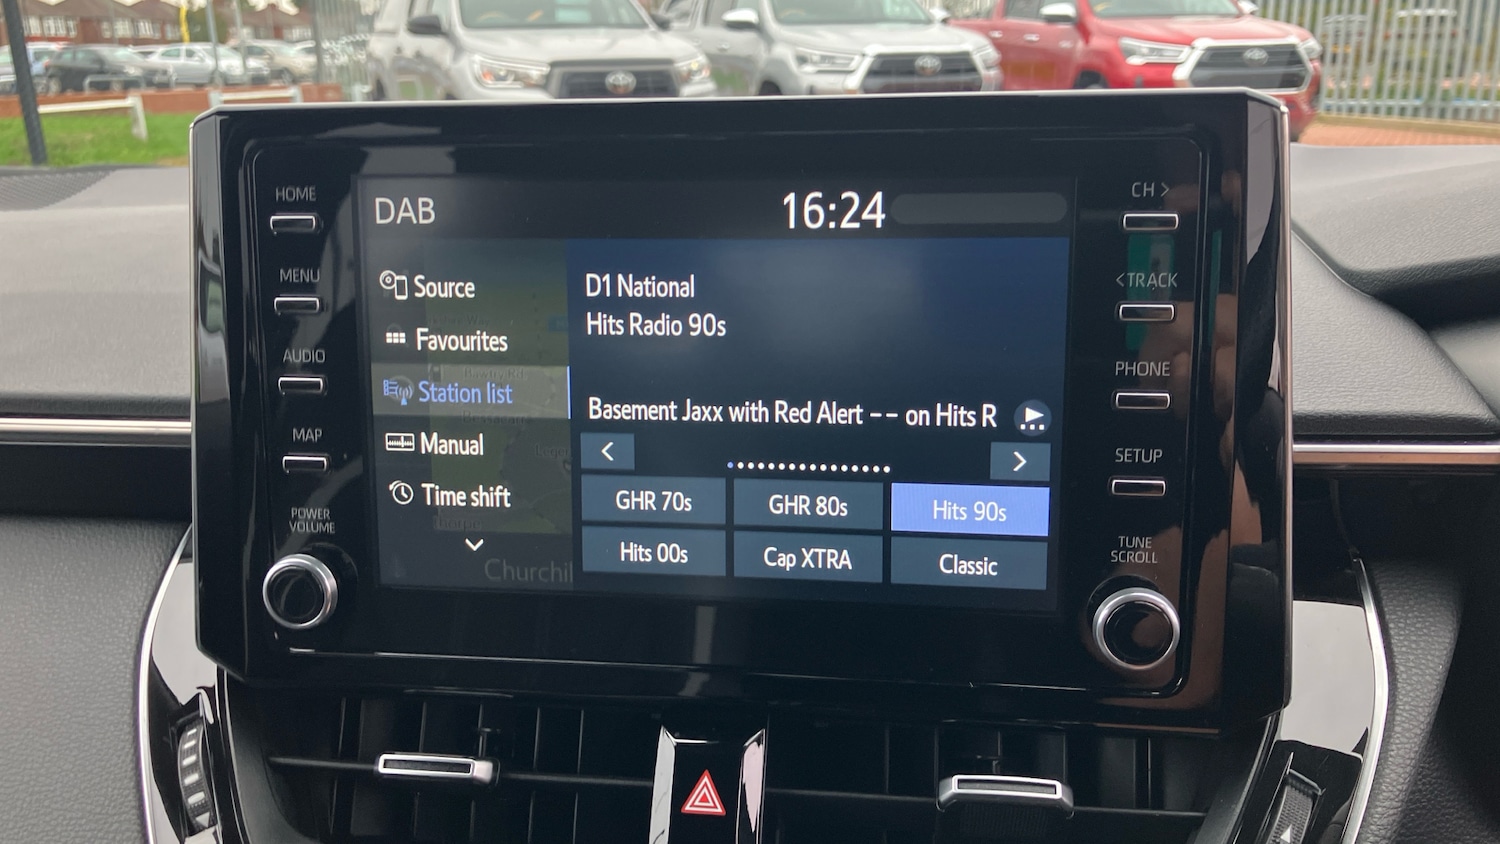 HOME
MENU
AUDIO
MAP
POWER
VOLUME
DAB
16:24
Source
Favourites
Station list
Manual
Time shift
Churchil
D1 National
Hits Radio 90s
Basement Jaxx with Red Alert -- on Hits R
GHR 70s
GHR 80s
Hits 90s
Hits 00s
Cap XTRA
Classic
CH >
< TRACK
PHONE
SETUP
TUNE
SCROLL